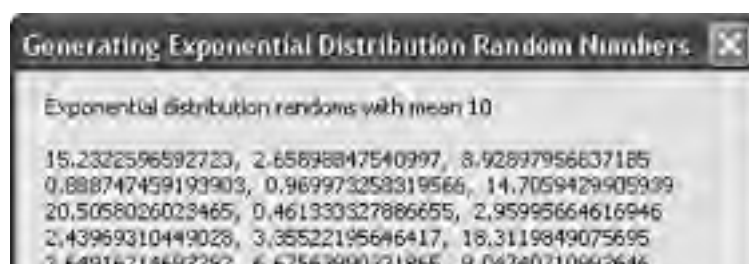 Generating Exponential Distribution Random Numbers
Exponential distribution randoms with mean 10
15.2322596592723, 2.65898847540997, 8.92897956837185
0.888747459193903, 0.969973258319566, 14.7059429905939
20.5058026023465, 0.461333327886655, 2.95995664616946
2.43969310449028, 3.35522195646417, 18.3119849075695